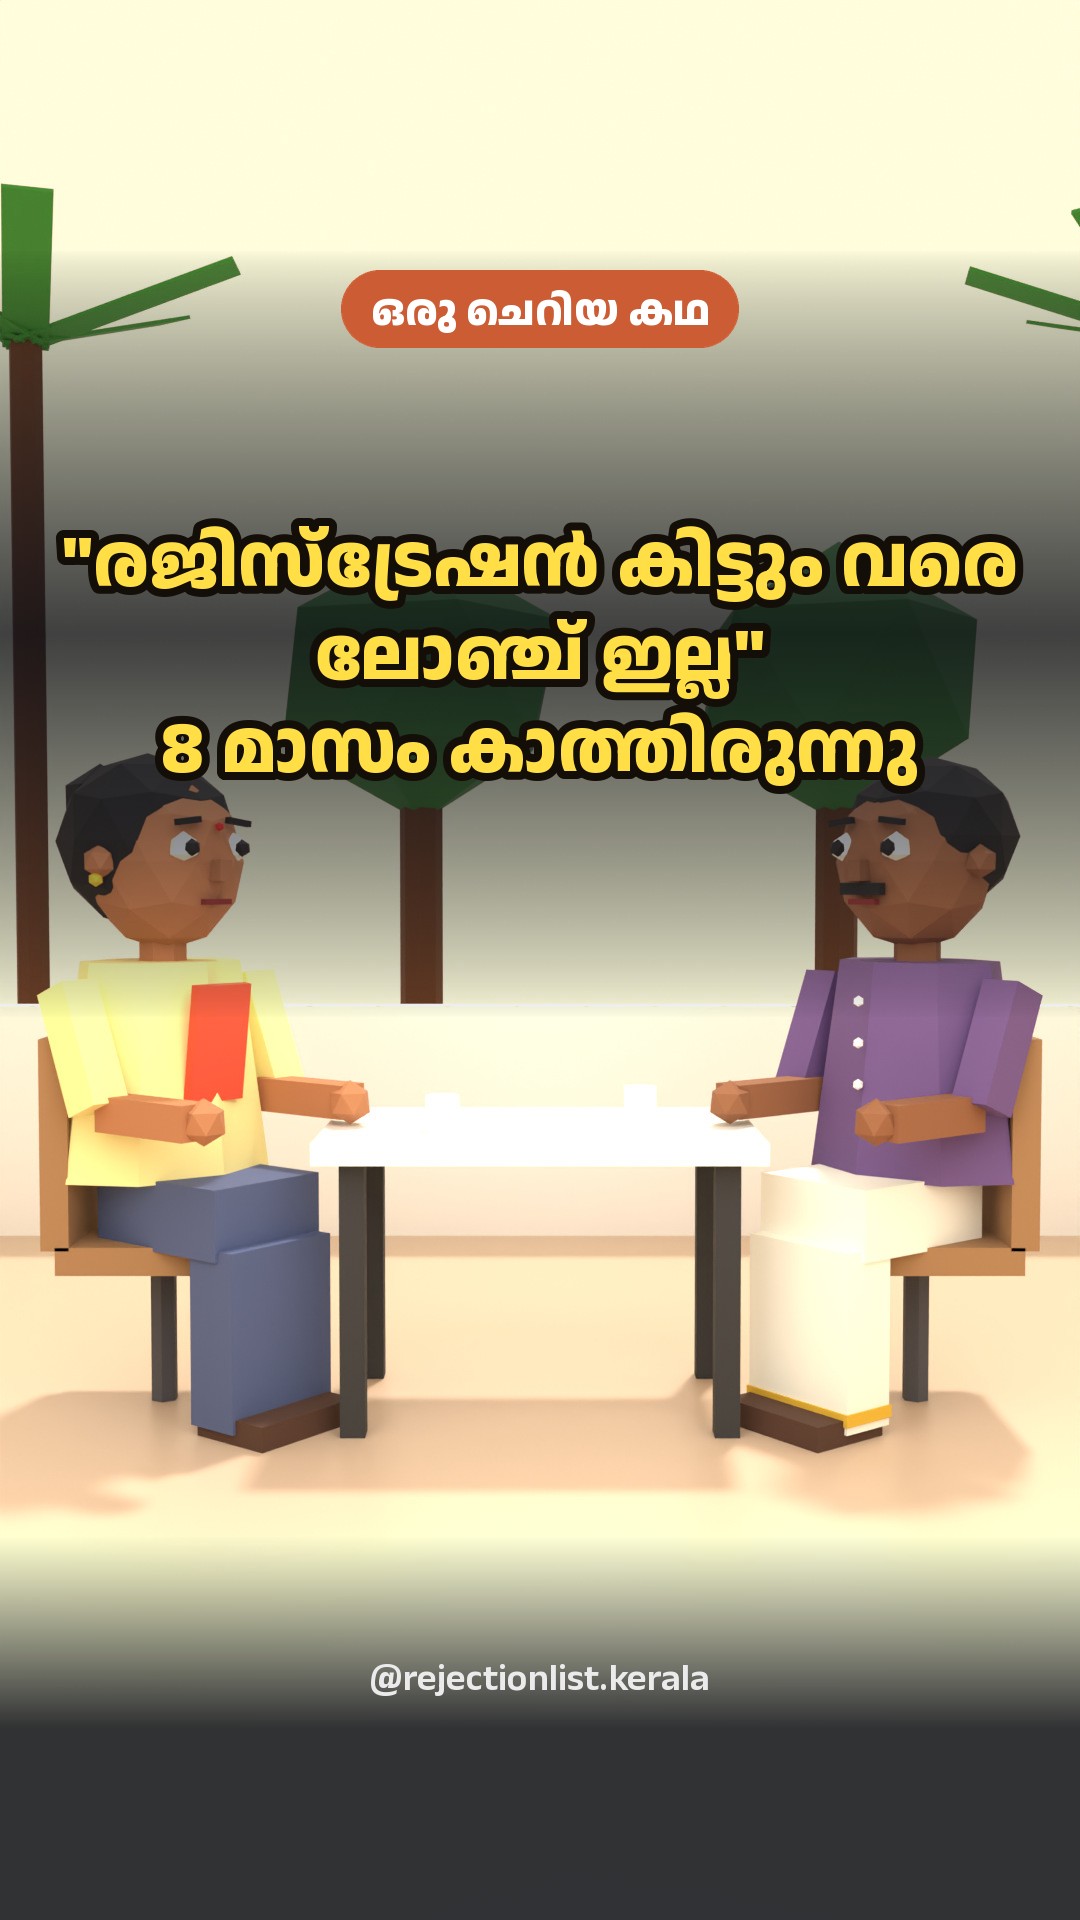 ഒരു ചെറിയ കഥ
"രജിസ്ട്രേഷൻ കിട്ടും വരെ
ലോഞ്ച് ഇല്ല"
8 മാസം കാത്തിരുന്നു
@rejectionlist.kerala